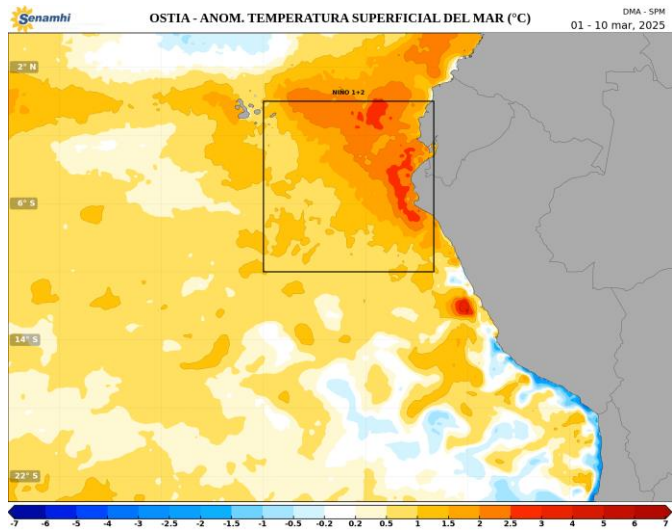 Senamhi
OSTIA - ANOM. TEMPERATURA SUPERFICIAL DEL MAR (°C)
DMA - SPM
01 - 10 mar, 2025
2° N
NIÑO 1+2
6° S
14° S
22° S
-7 -6 -5 -4 -3 -2.5 -2 -1.5 -1 -0.5 -0.2 0.2 0.5 1 1.5 2 2.5 3 4 5 6 7